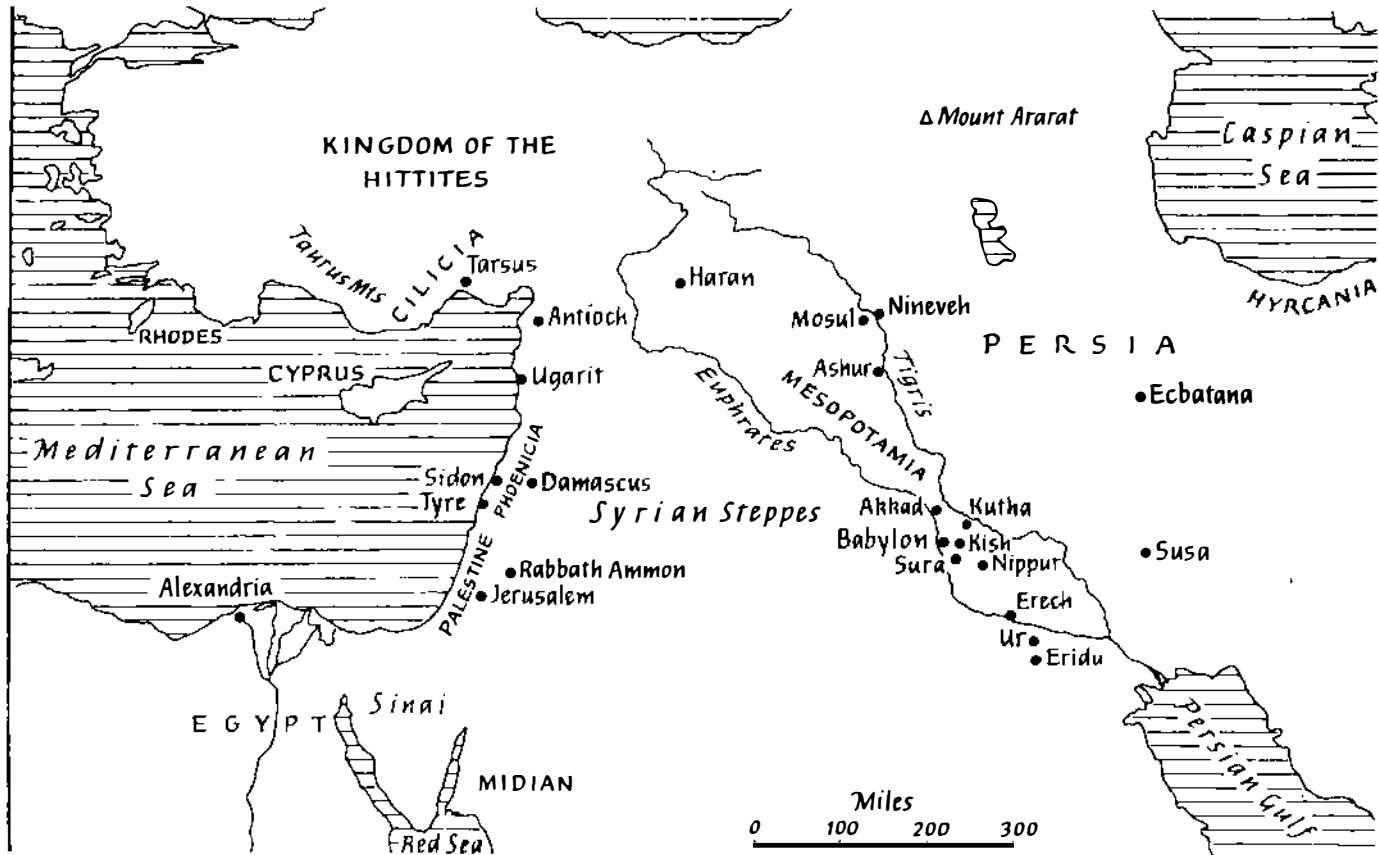 Mount Ararat
Caspian
Sea
KINGDOM OF THE
HITTITES
Taurus Mts
CILICIA
Tarsus
Haran
HYRCANIA
Antioch
Mosul
Nineveh
RHODES
PERSIA
CYPRUS
Ugarit
Ashur
Tigris
Euphrates
MESOPOTAMIA
Ecbatana
Mediterranean
Sea
PHOENICIA
Sidon
Damascus
Tyre
Syrian Steppes
Akkad
Kutha
Babylon
Kish
Susa
Sura
Nippur
PALESTINE
Rabbath Ammon
Alexandria
Jerusalem
Erech
Ur
Eridu
Sinai
EGYPT
MIDIAN
Persian Gulf
Miles
0 100 200 300
Red Sea